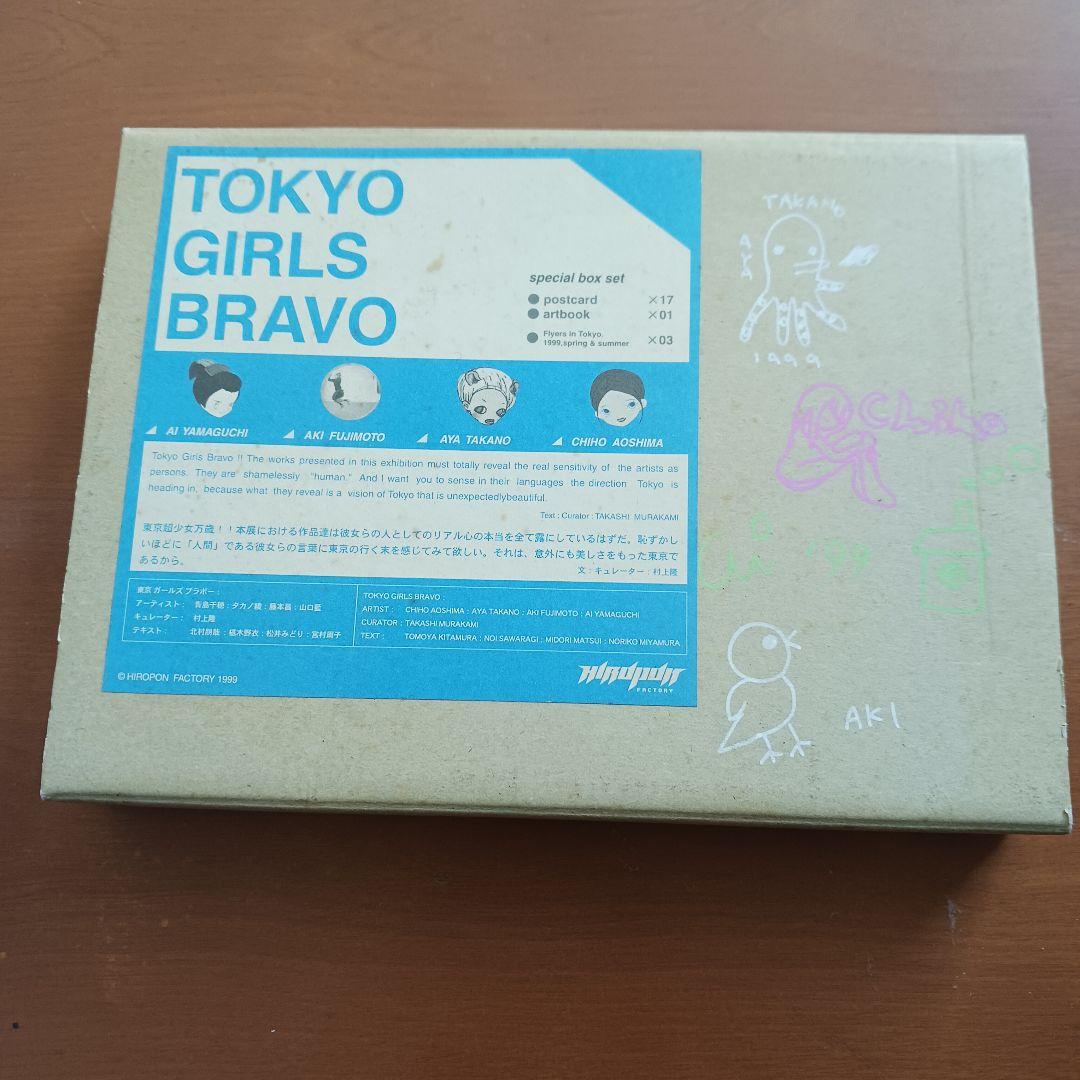 TOKYO
GIRLS
BRAVO
special box set
● postcard ×17
● artbook ×01
● Flyers in Tokyo.
1999,spring & summer ×03
AI YAMAGUCHI
AKI FUJIMOTO
AYA TAKANO
CHIHO AOSHIMA
Tokyo Girls Bravo !! The works presented in this exhibition must totally reveal the real sensitivity of the artists as
persons. They are shamelessly "human." And I want you to sense in their languages the direction Tokyo is
heading in, because what they reveal is a vision of Tokyo that is unexpectedlybeautiful.
Text : Curator : TAKASHI MURAKAMI
東京超少女万歳！！本展における作品達は彼女らの人としてのリアル心の本当を全て露にしているはずだ。恥ずかし
いほどに「人間」である彼女らの言葉に東京の行く末を感じてみて欲しい。それは、意外にも美しさをもった東京で
あるから。
文：キュレーター：村上隆
東京 ガールズ ブラボー：
アーティスト： 青島千穂：タカノ綾：藤本昌：山口藍
キュレーター： 村上隆
テキスト： 北村朋哉：椹木野衣：松井みどり：宮村周子
TOKYO GIRLS BRAVO :
ARTIST : CHIHO AOSHIMA : AYA TAKANO : AKI FUJIMOTO : AI YAMAGUCHI
CURATOR : TAKASHI MURAKAMI
TEXT : TOMOYA KITAMURA : NOI SAWARAGI : MIDORI MATSUI : NORIKO MIYAMURA
© HIROPON FACTORY 1999
HIROPON
FACTORY
TAKANO
AYA
1999
AKI